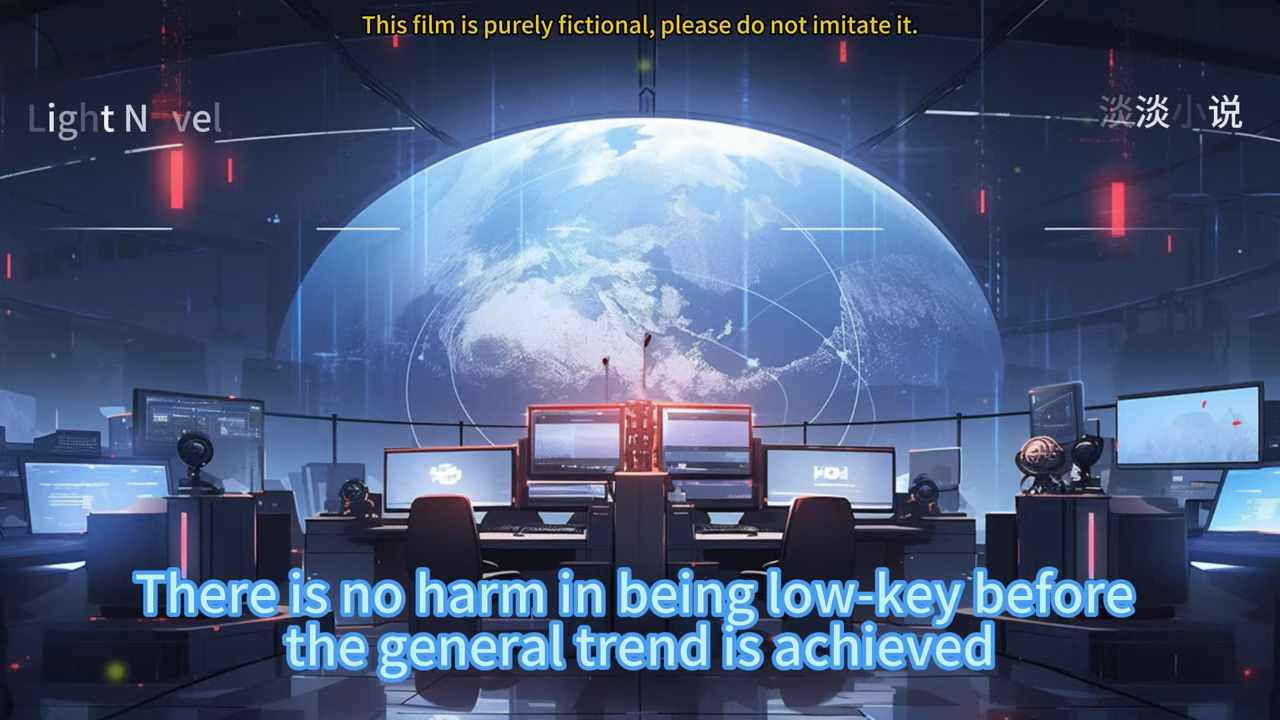 This film is purely fictional, please do not imitate it.
Light N vel
淡淡小说
There is no harm in being low-key before
the general trend is achieved